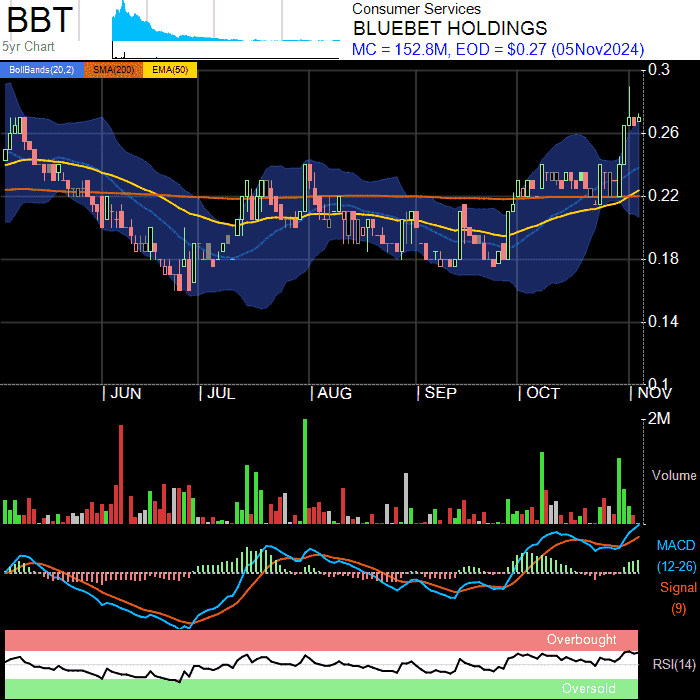 BBT
5yr Chart
Consumer Services
BLUEBET HOLDINGS
MC = 152.8M, EOD = $0.27 (05Nov2024)
BollBands(20,2) SMA(200) EMA(50)
0.3
0.26
0.22
0.18
0.14
0.1
JUN JUL AUG SEP OCT NOV
2M
Volume
MACD
(12-26)
Signal
(9)
Overbought
RSI(14)
Oversold